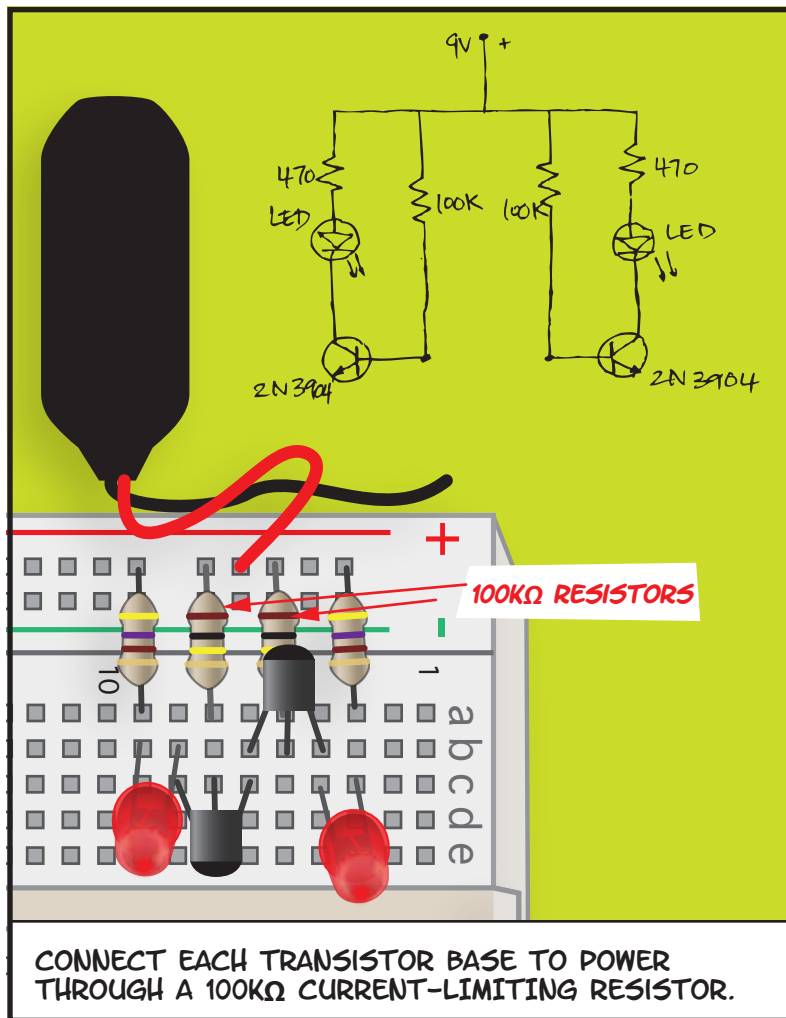 9V +
470
100K
100K
470
LED
LED
2N3904
2N3904
+
100KΩ RESISTORS
-
10
1
a
b
c
d
e
CONNECT EACH TRANSISTOR BASE TO POWER
THROUGH A 100KΩ CURRENT-LIMITING RESISTOR.